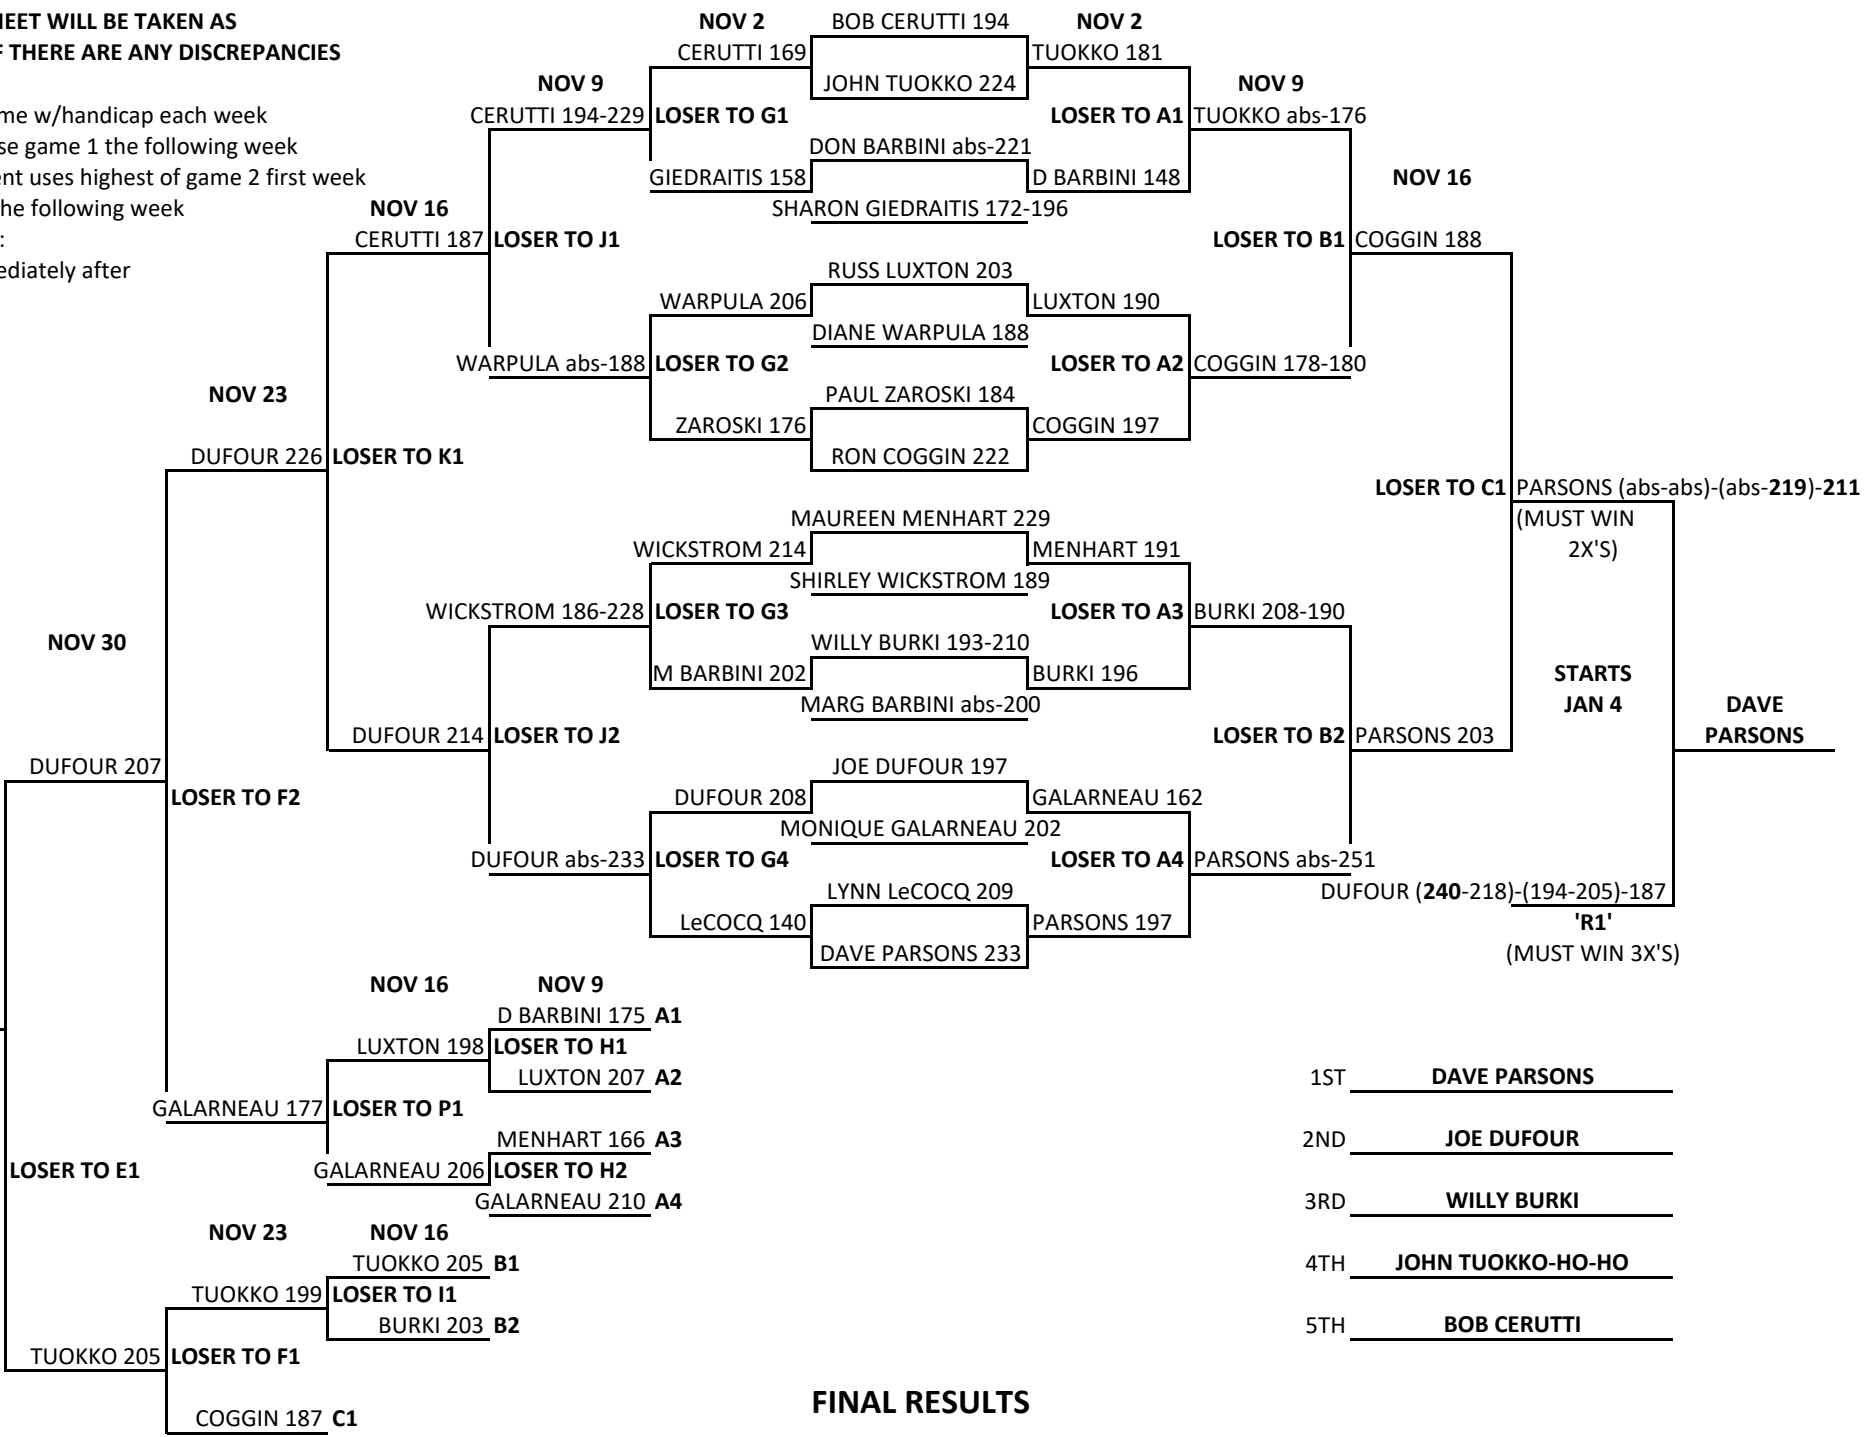 HEET WILL BE TAKEN AS
F THERE ARE ANY DISCREPANCIES
me w/handicap each week
se game 1 the following week
ent uses highest of game 2 first week
he following week
:
ediately after
NOV 2
BOB CERUTTI 194
NOV 2
CERUTTI 169
TUOKKO 181
NOV 9
JOHN TUOKKO 224
NOV 9
CERUTTI 194-229
LOSER TO G1
LOSER TO A1
TUOKKO abs-176
DON BARBINI abs-221
GIEDRAITIS 158
D BARBINI 148
NOV 16
NOV 16
SHARON GIEDRAITIS 172-196
CERUTTI 187
LOSER TO J1
LOSER TO B1
COGGIN 188
RUSS LUXTON 203
WARPULA 206
LUXTON 190
DIANE WARPULA 188
WARPULA abs-188
LOSER TO G2
LOSER TO A2
COGGIN 178-180
NOV 23
PAUL ZAROSKI 184
ZAROSKI 176
COGGIN 197
DUFOUR 226
LOSER TO K1
RON COGGIN 222
LOSER TO C1
PARSONS (abs-abs)-(abs-219)-211
MAUREEN MENHART 229
(MUST WIN
2X'S)
WICKSTROM 214
MENHART 191
SHIRLEY WICKSTROM 189
WICKSTROM 186-228
LOSER TO G3
LOSER TO A3
BURKI 208-190
NOV 30
WILLY BURKI 193-210
M BARBINI 202
BURKI 196
STARTS
JAN 4
MARG BARBINI abs-200
DAVE
PARSONS
DUFOUR 214
LOSER TO J2
LOSER TO B2
PARSONS 203
DUFOUR 207
JOE DUFOUR 197
LOSER TO F2
DUFOUR 208
GALARNEAU 162
MONIQUE GALARNEAU 202
DUFOUR abs-233
LOSER TO G4
LOSER TO A4
PARSONS abs-251
LYNN LeCOCQ 209
DUFOUR (240-218)-(194-205)-187
LeCOCQ 140
PARSONS 197
'R1'
DAVE PARSONS 233
(MUST WIN 3X'S)
NOV 16
NOV 9
D BARBINI 175
A1
LUXTON 198
LOSER TO H1
LUXTON 207
A2
1ST
DAVE PARSONS
GALARNEAU 177
LOSER TO P1
MENHART 166
A3
2ND
JOE DUFOUR
LOSER TO E1
GALARNEAU 206
LOSER TO H2
GALARNEAU 210
A4
3RD
WILLY BURKI
NOV 23
NOV 16
TUOKKO 205
B1
4TH
JOHN TUOKKO-HO-HO
TUOKKO 199
LOSER TO I1
BURKI 203
B2
5TH
BOB CERUTTI
TUOKKO 205
LOSER TO F1
COGGIN 187
C1
FINAL RESULTS